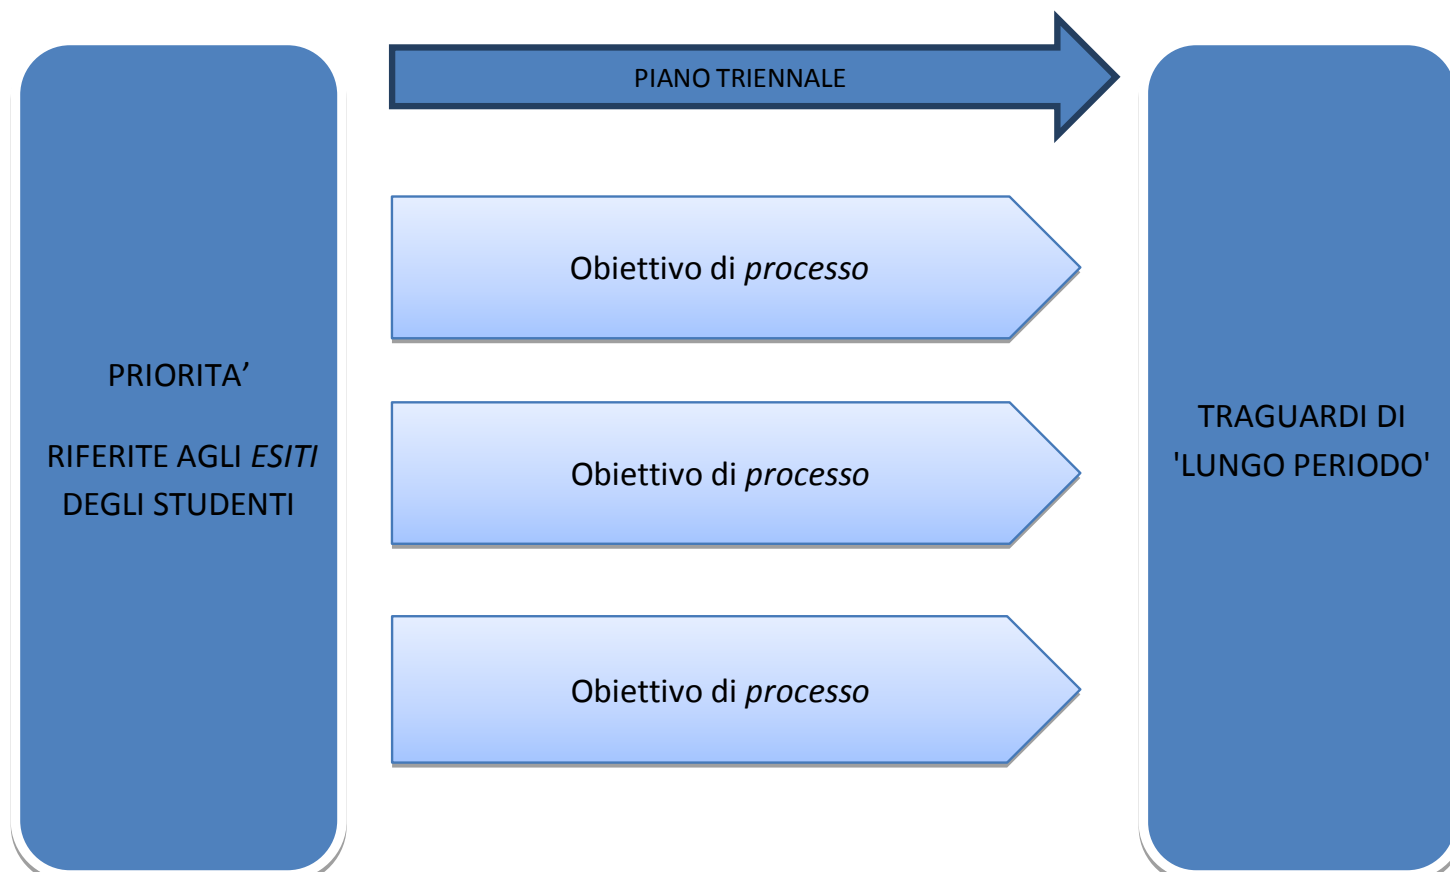 PIANO TRIENNALE
Obiettivo di processo
PRIORITA’
RIFERITE AGLI ESITI
DEGLI STUDENTI
Obiettivo di processo
TRAGUARDI DI
'LUNGO PERIODO'
Obiettivo di processo